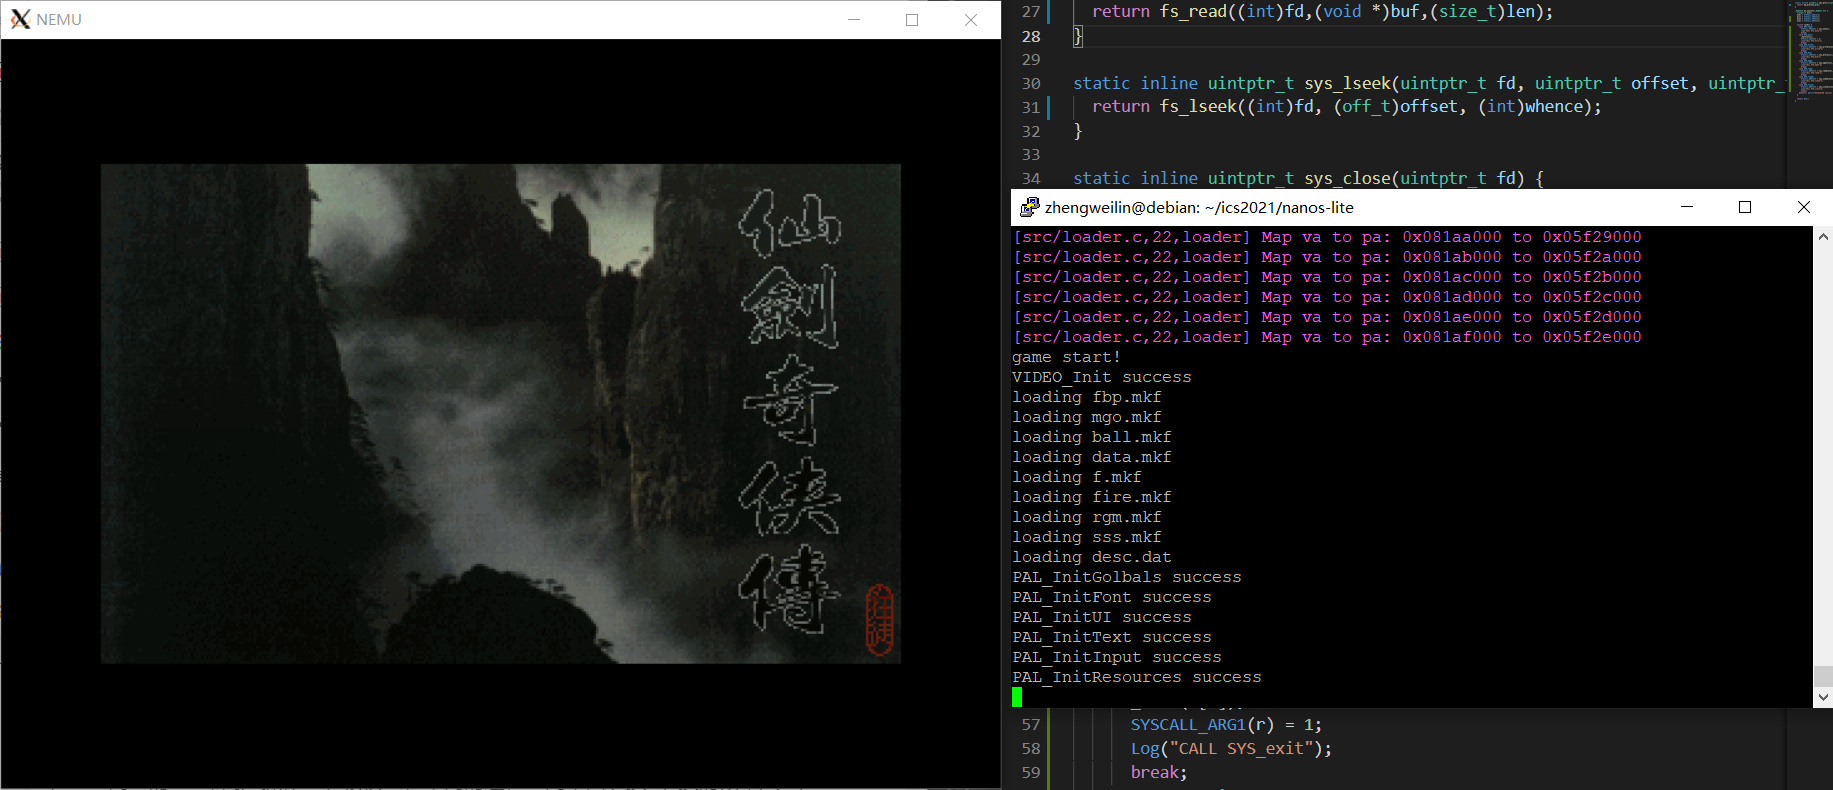 NEMU
仙劍奇俠傳
27 return fs_read((int)fd,(void *)buf,(size_t)len);
28 }
29
30 static inline uintptr_t sys_lseek(uintptr_t fd, uintptr_t offset, uintptr_
31 return fs_lseek((int)fd, (off_t)offset, (int)whence);
32 }
33
34 static inline uintptr_t sys_close(uintptr_t fd) {
zhengweilin@debian: ~/ics2021/nanos-lite
[src/loader.c,22,loader] Map va to pa: 0x081aa000 to 0x05f29000
[src/loader.c,22,loader] Map va to pa: 0x081ab000 to 0x05f2a000
[src/loader.c,22,loader] Map va to pa: 0x081ac000 to 0x05f2b000
[src/loader.c,22,loader] Map va to pa: 0x081ad000 to 0x05f2c000
[src/loader.c,22,loader] Map va to pa: 0x081ae000 to 0x05f2d000
[src/loader.c,22,loader] Map va to pa: 0x081af000 to 0x05f2e000
game start!
VIDEO_Init success
loading fbp.mkf
loading mgo.mkf
loading ball.mkf
loading data.mkf
loading f.mkf
loading fire.mkf
loading rgm.mkf
loading sss.mkf
loading desc.dat
PAL_InitGolbals success
PAL_InitFont success
PAL_InitUI success
PAL_InitText success
PAL_InitInput success
PAL_InitResources success
57 SYSCALL_ARG1(r) = 1;
58 Log("CALL SYS_exit");
59 break;